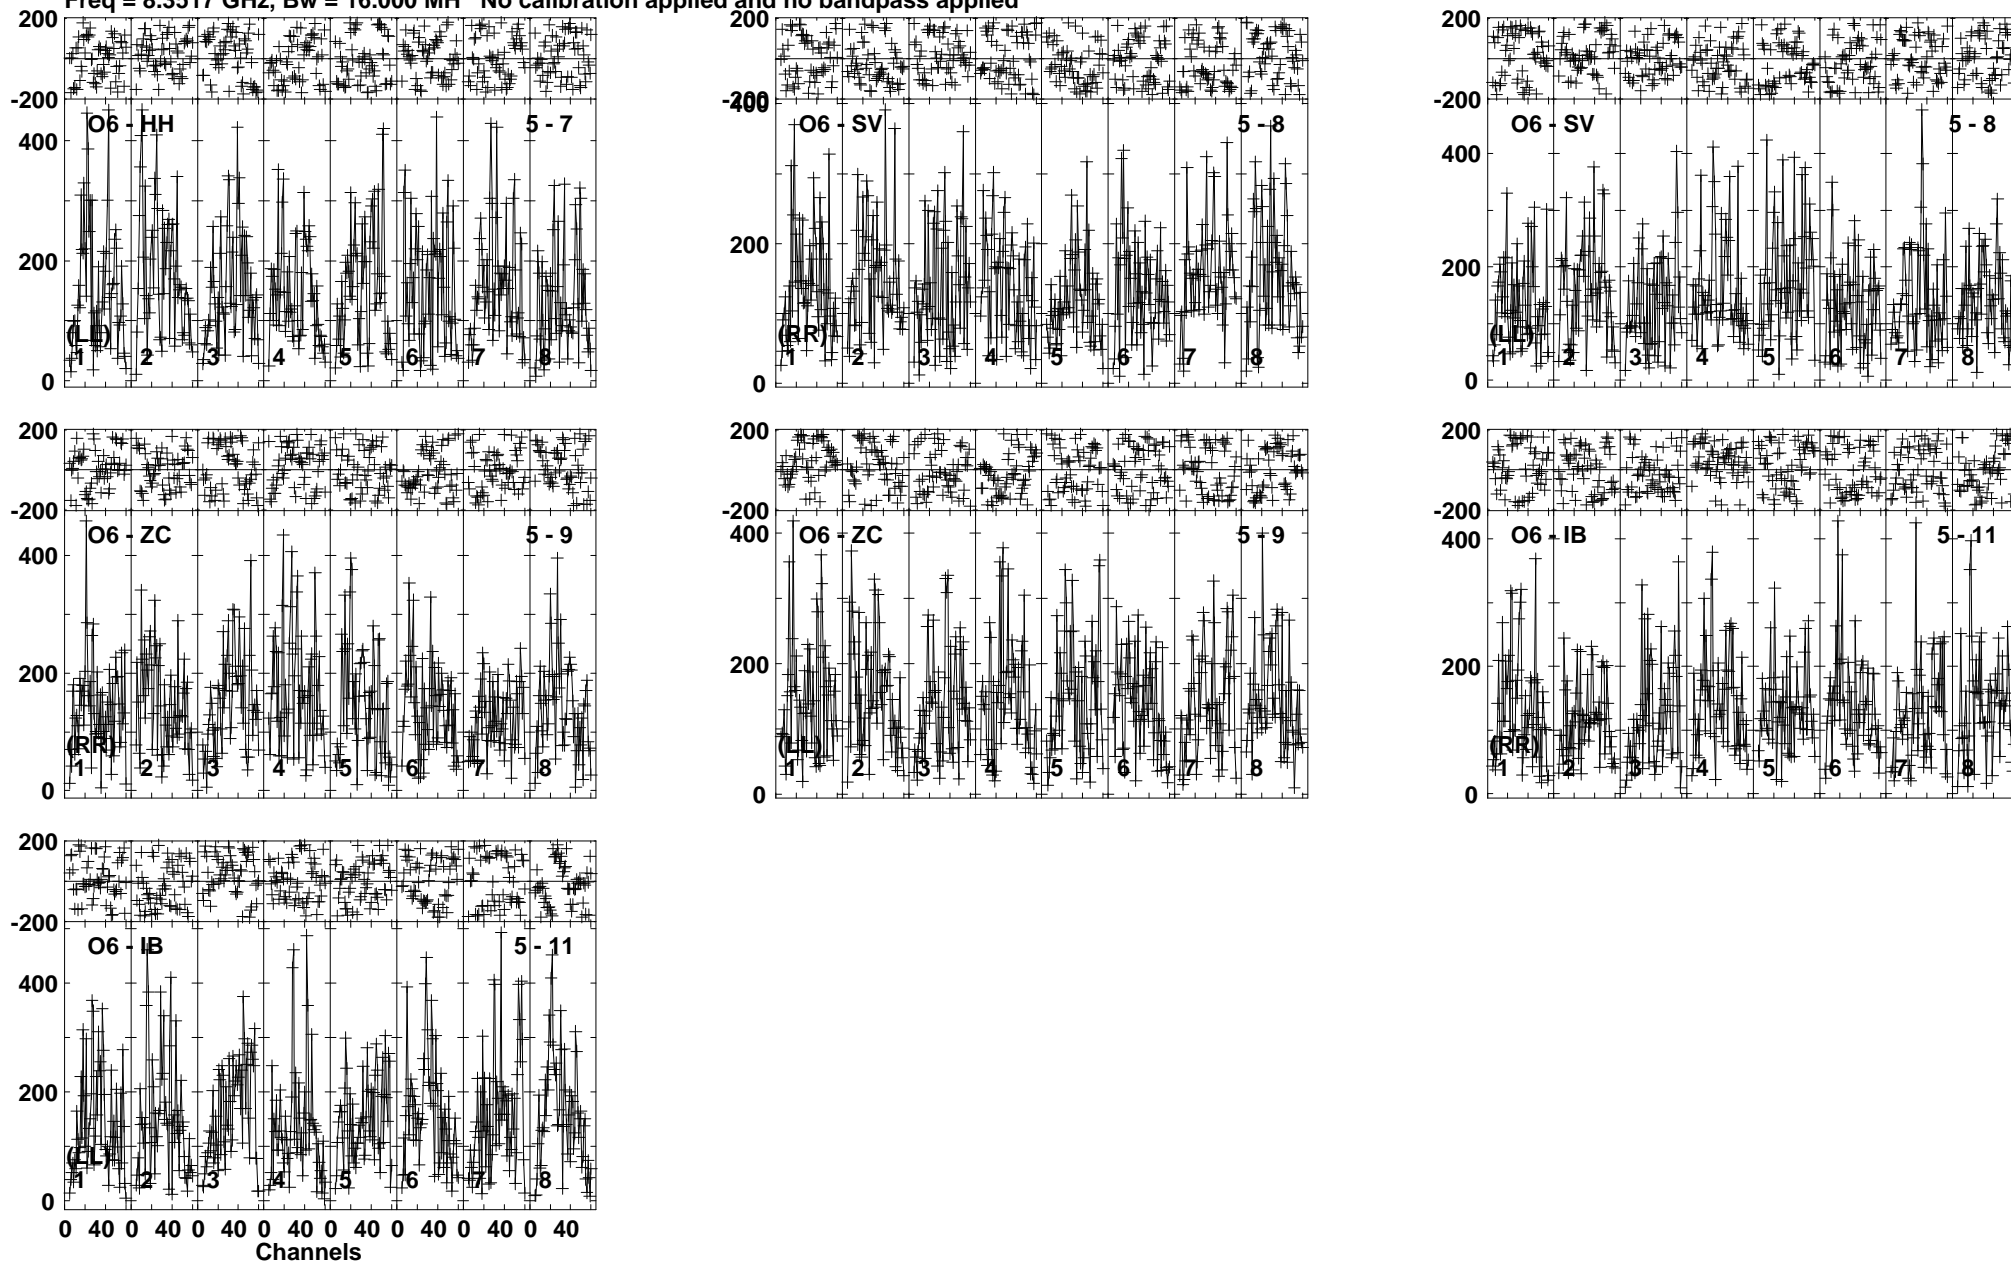 Freq = 8.3517 GHz, Bw = 16.000 MH No calibration applied and no bandpass applied
200
-200
O6 - HH 5 - 7
400
200
(LL)
1 2 3 4 5 6 7 8
0
200
-200
400
O6 - SV 5 - 8
200
(RR)
1 2 3 4 5 6 7 8
0
200
-200
O6 - SV 5 - 8
400
200
(LL)
1 2 3 4 5 6 7 8
0
200
-200
O6 - ZC 5 - 9
400
200
(RR)
1 2 3 4 5 6 7 8
0
200
-200
O6 - ZC 5 - 9
400
200
(LL)
1 2 3 4 5 6 7 8
0
200
-200
O6 - IB 5 - 11
400
200
(RR)
1 2 3 4 5 6 7 8
0
200
-200
O6 - IB 5 - 11
400
200
(LL)
1 2 3 4 5 6 7 8
0
0 40 0 40 0 40 0 40 0 40 0 40 0 40 0 40
Channels